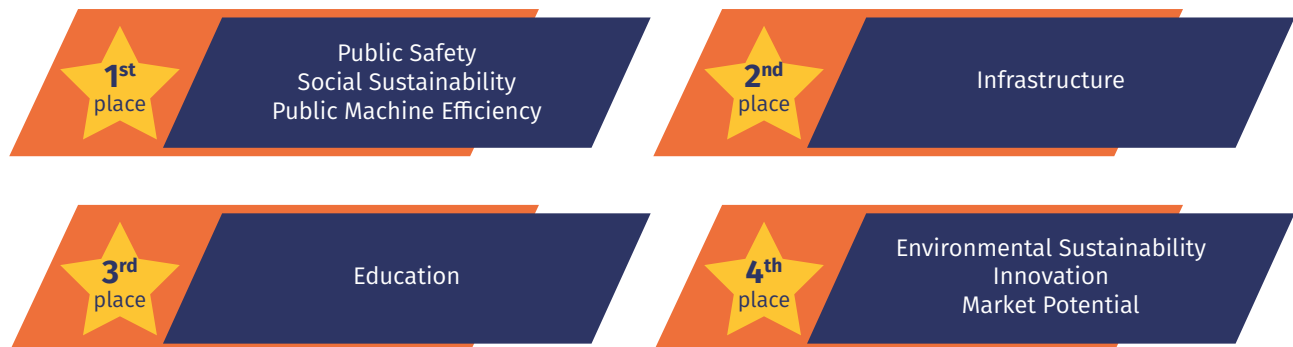 1st
place
Public Safety
Social Sustainability
Public Machine Efficiency
2nd
place
Infrastructure
3rd
place
Education
4th
place
Environmental Sustainability
Innovation
Market Potential